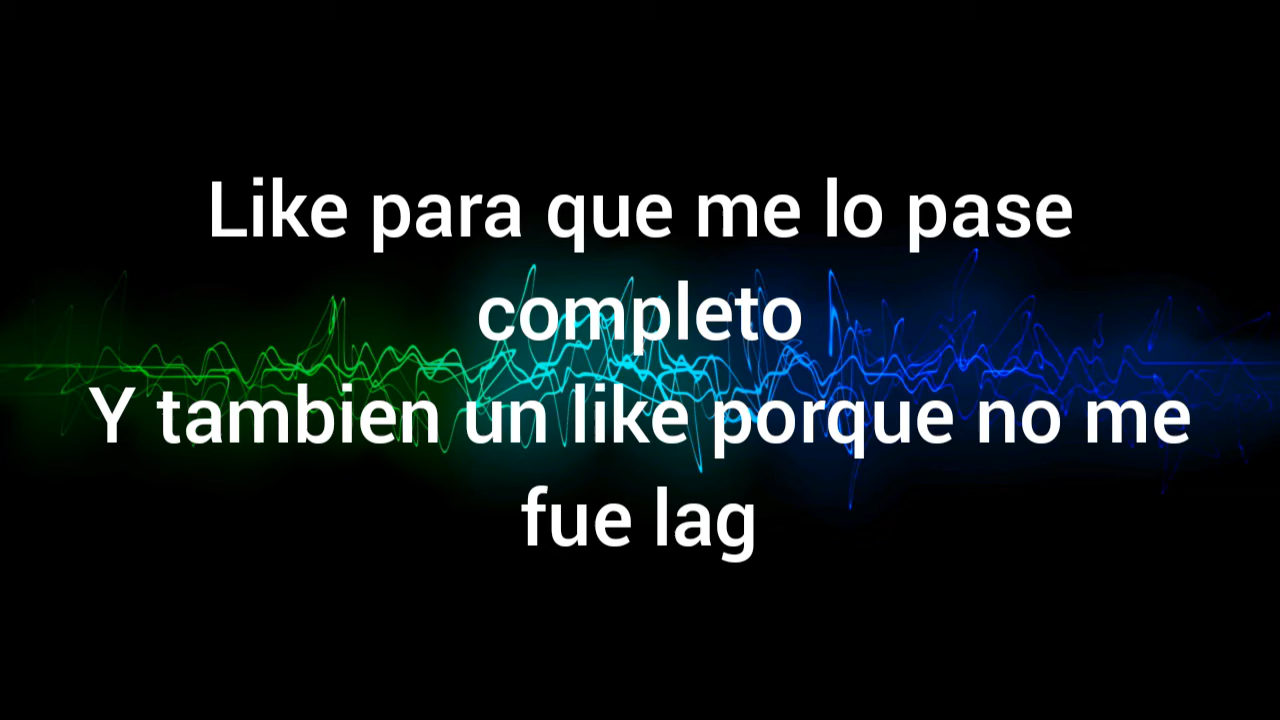 Like para que me lo pase
completo
Y tambien un like porque no me
fue lag